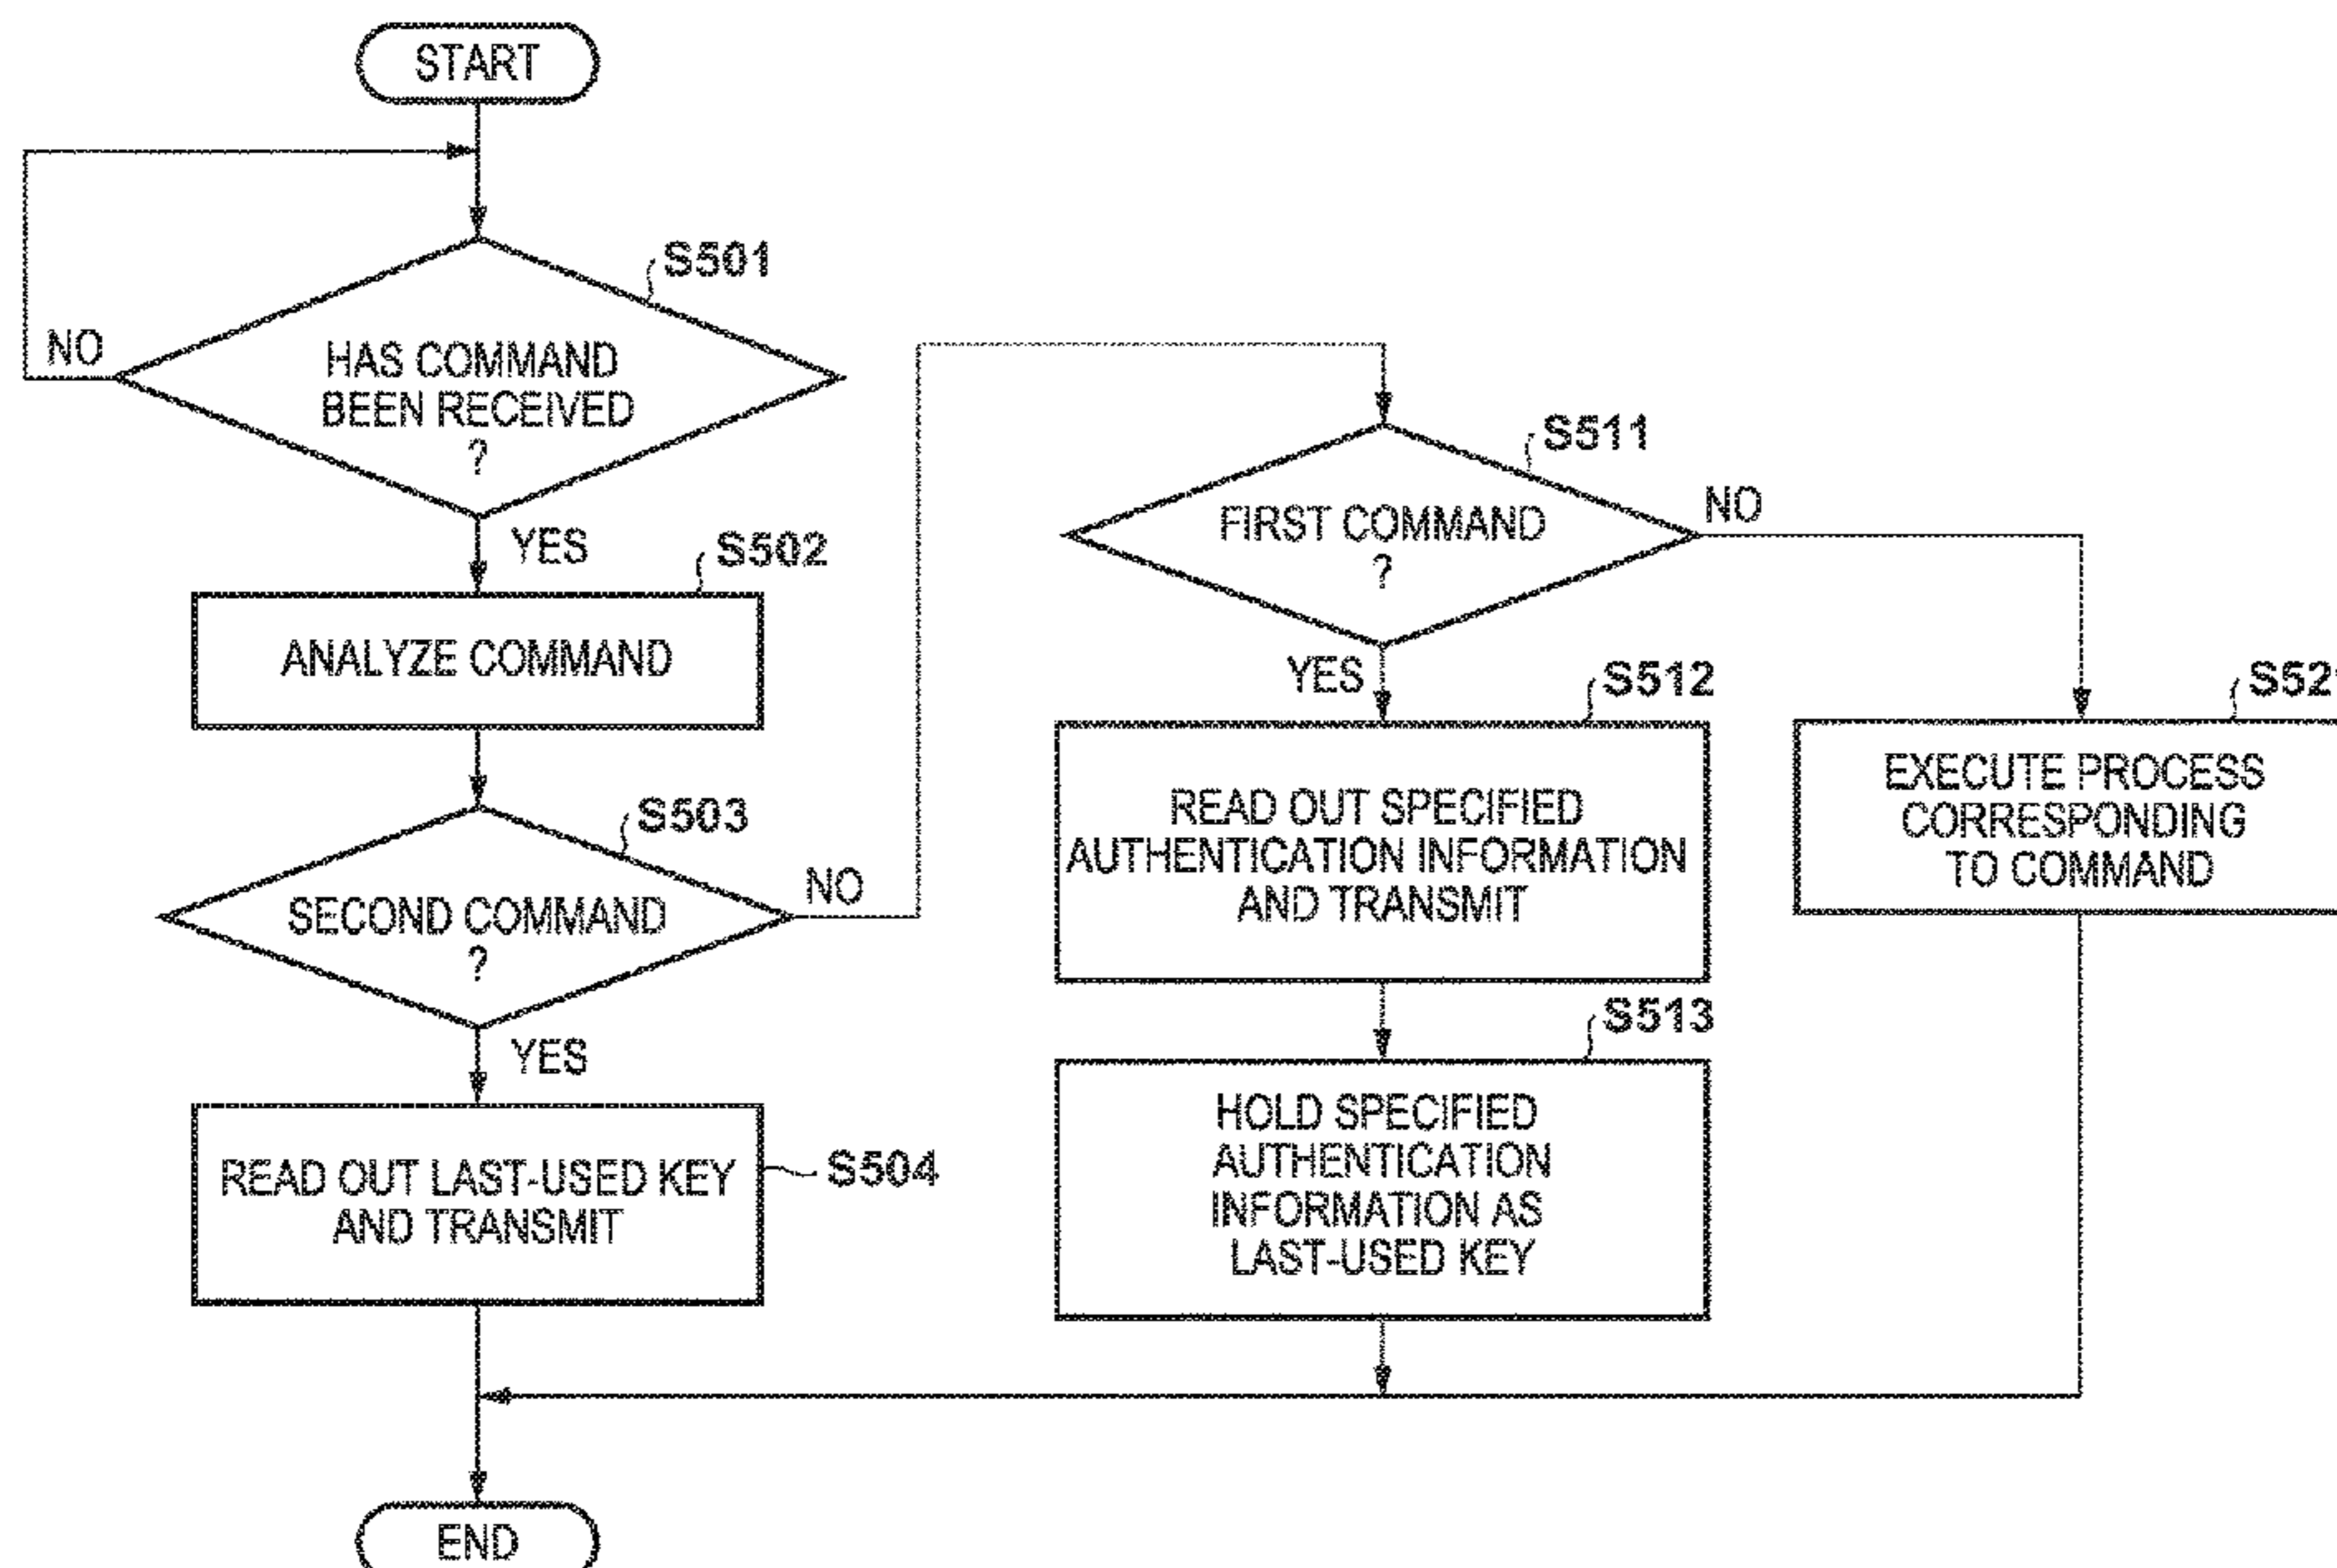 START
S501
NO
HAS COMMAND
BEEN RECEIVED
?
YES
S502
ANALYZE COMMAND
S503
SECOND COMMAND
?
NO
YES
READ OUT LAST-USED KEY
AND TRANSMIT
S504
S511
FIRST COMMAND
?
NO
YES
S512
READ OUT SPECIFIED
AUTHENTICATION INFORMATION
AND TRANSMIT
S513
HOLD SPECIFIED
AUTHENTICATION
INFORMATION AS
LAST-USED KEY
EXECUTE PROCESS
CORRESPONDING
TO COMMAND
END